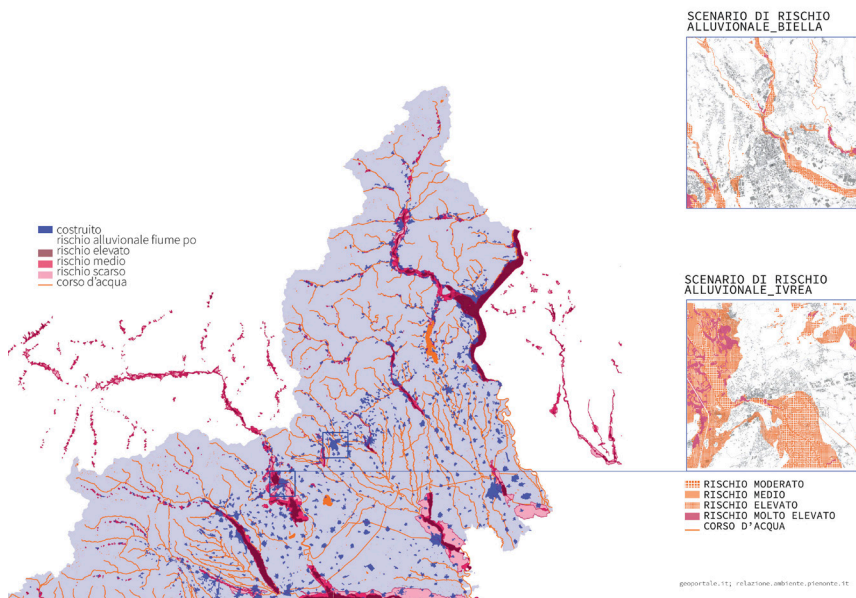 SCENARIO DI RISCHIO
ALLUVIONALE_BIELLA
costruito
rischio alluvionale fiume po
rischio elevato
rischio medio
rischio scarso
corso d'acqua
SCENARIO DI RISCHIO
ALLUVIONALE_IVREA
RISCHIO MODERATO
RISCHIO MEDIO
RISCHIO ELEVATO
RISCHIO MOLTO ELEVATO
CORSO D'ACQUA
geoportale.it; relazione.ambiente.piemonte.it